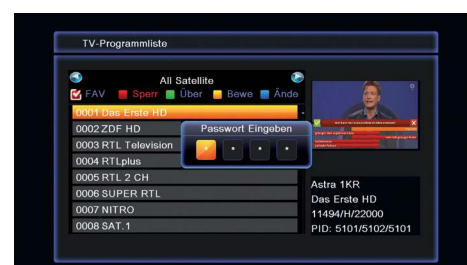 TV-Programmliste
All Satellite
FAV Sperr Über Bewe Ände
0001 Das Erste HD
0002 ZDF HD
0003 RTL Television
0004 RTLplus
0005 RTL 2 CH
0006 SUPER RTL
0007 NITRO
0008 SAT.1
Passwort Eingeben
* * * *
Astra 1KR
Das Erste HD
11494/H/22000
PID: 5101/5102/5101